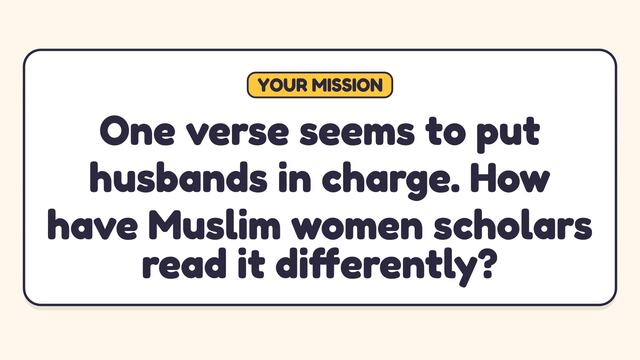 YOUR MISSION
One verse seems to put
husbands in charge. How
have Muslim women scholars
read it differently?